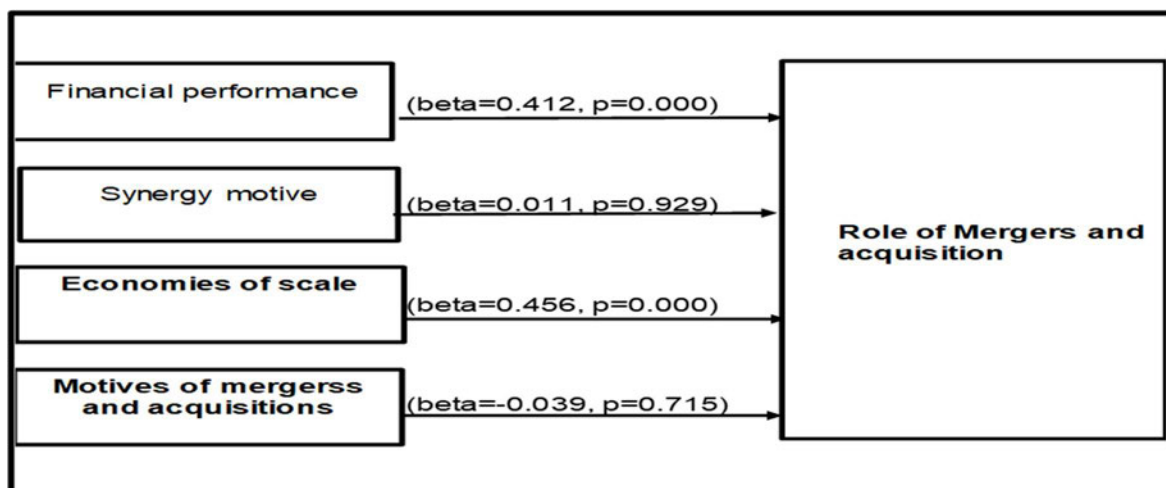 Financial performance
(beta=0.412, p=0.000)
Synergy motive
(beta=0.011, p=0.929)
Role of Mergers and
acquisition
Economies of scale
(beta=0.456, p=0.000)
Motives of mergerss
and acquisitions
(beta=-0.039, p=0.715)